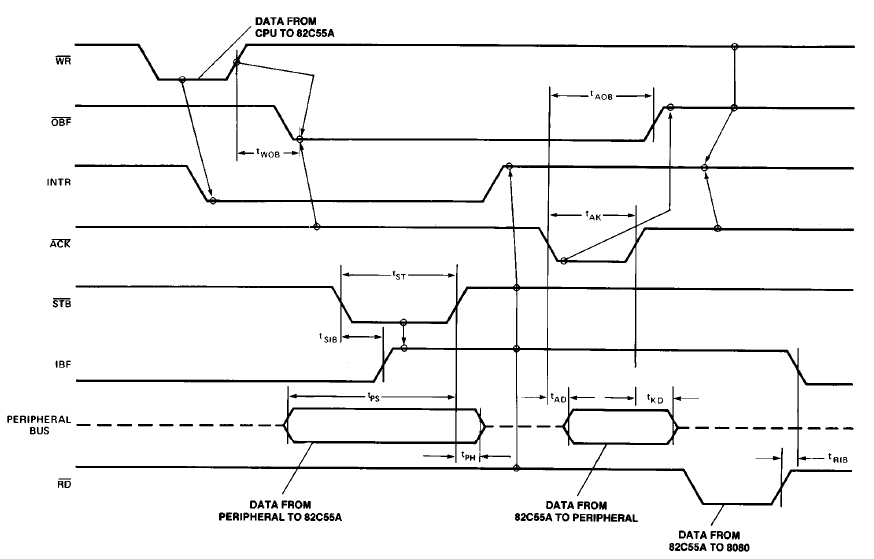 DATA FROM
CPU TO 82C55A
WR
tAOB
OBF
tWOB
INTR
tAK
ACK
tST
STB
tSIB
IBF
tPS
tAD
tKD
PERIPHERAL
BUS
tPH
tRIB
RD
DATA FROM
PERIPHERAL TO 82C55A
DATA FROM
82C55A TO PERIPHERAL
DATA FROM
82C55A TO 8080